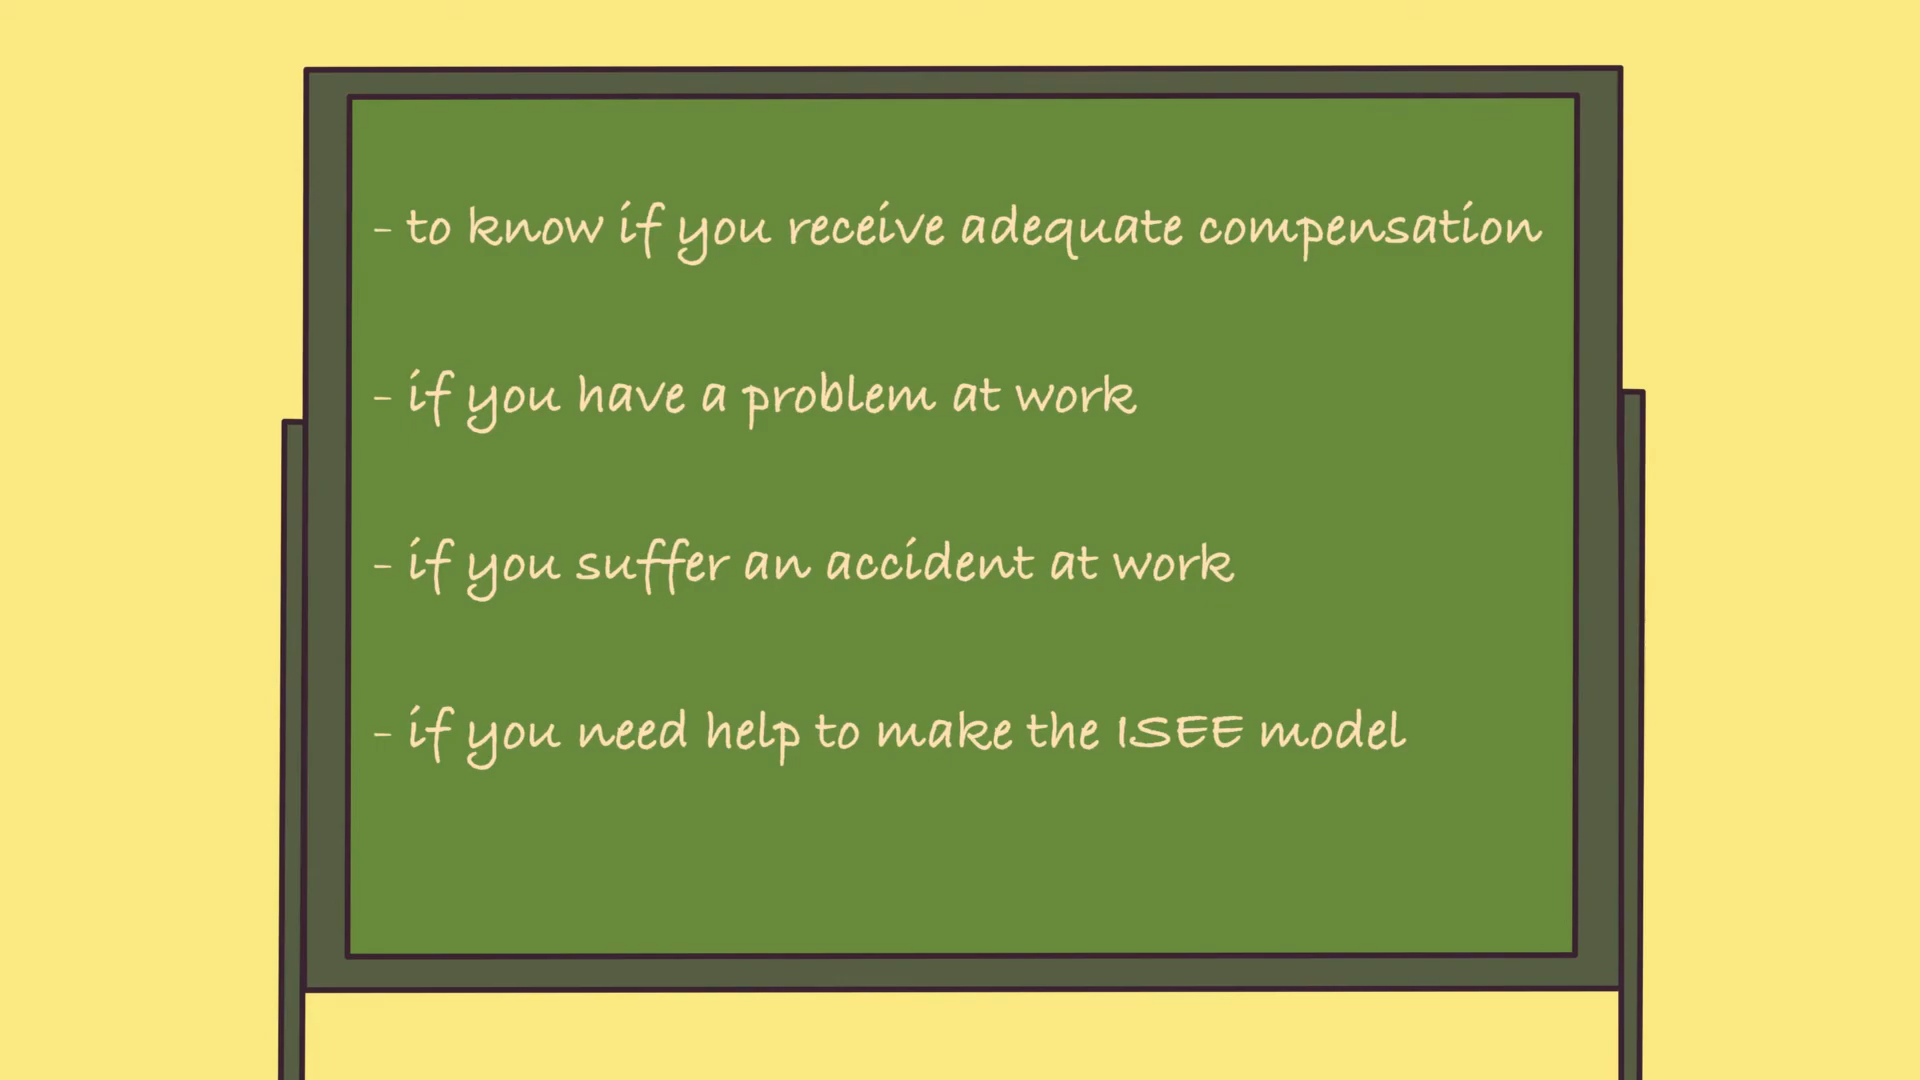 - to know if you receive adequate compensation
- if you have a problem at work
- if you suffer an accident at work
- if you need help to make the ISEE model